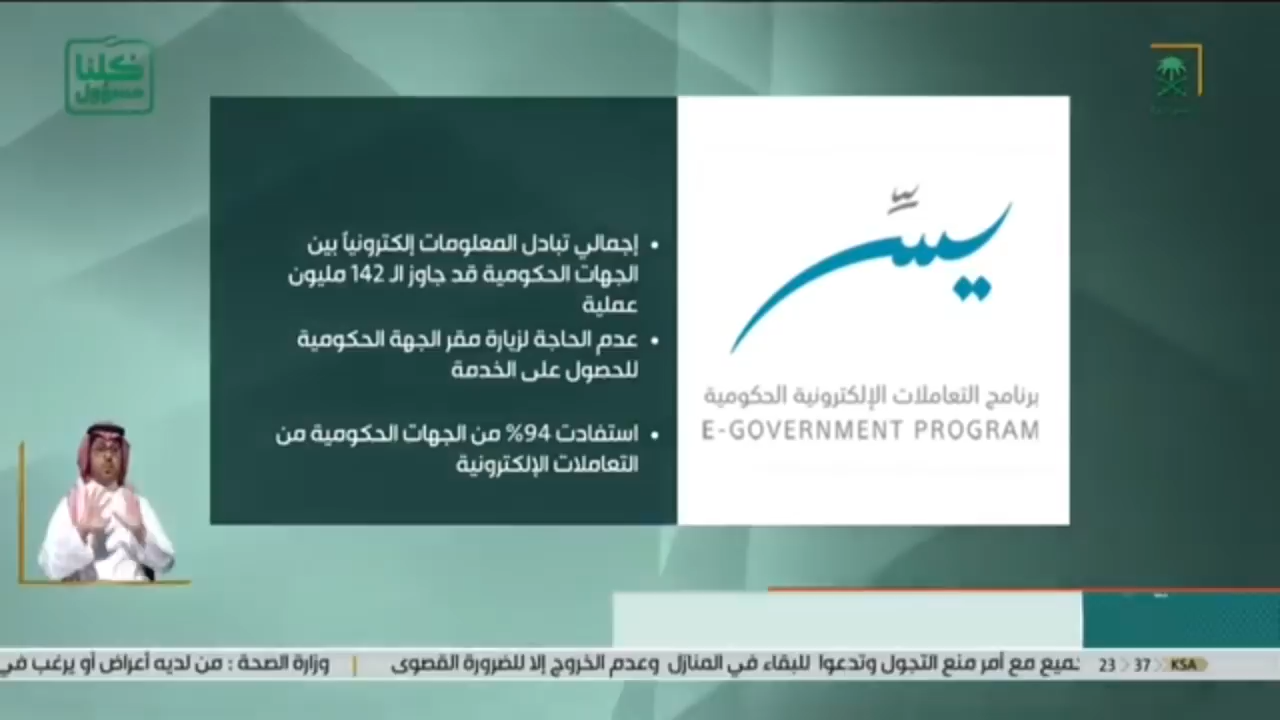 كلنا
مسؤول
إجمالي تبادل المعلومات إلكترونياً بين
الجهات الحكومية قد جاوز الـ 142 مليون
عملية
عدم الحاجة لزيارة مقر الجهة الحكومية
للحصول على الخدمة
استفادت 94% من الجهات الحكومية من
التعاملات الإلكترونية
يسّر
برنامج التعاملات الإلكترونية الحكومية
E-GOVERNMENT PROGRAM
KSA 37 23
جميع مع أمر منع التجول وتدعوا للبقاء في المنازل وعدم الخروج إلا للضرورة القصوى | وزارة الصحة : من لديه أعراض أو يرغب في